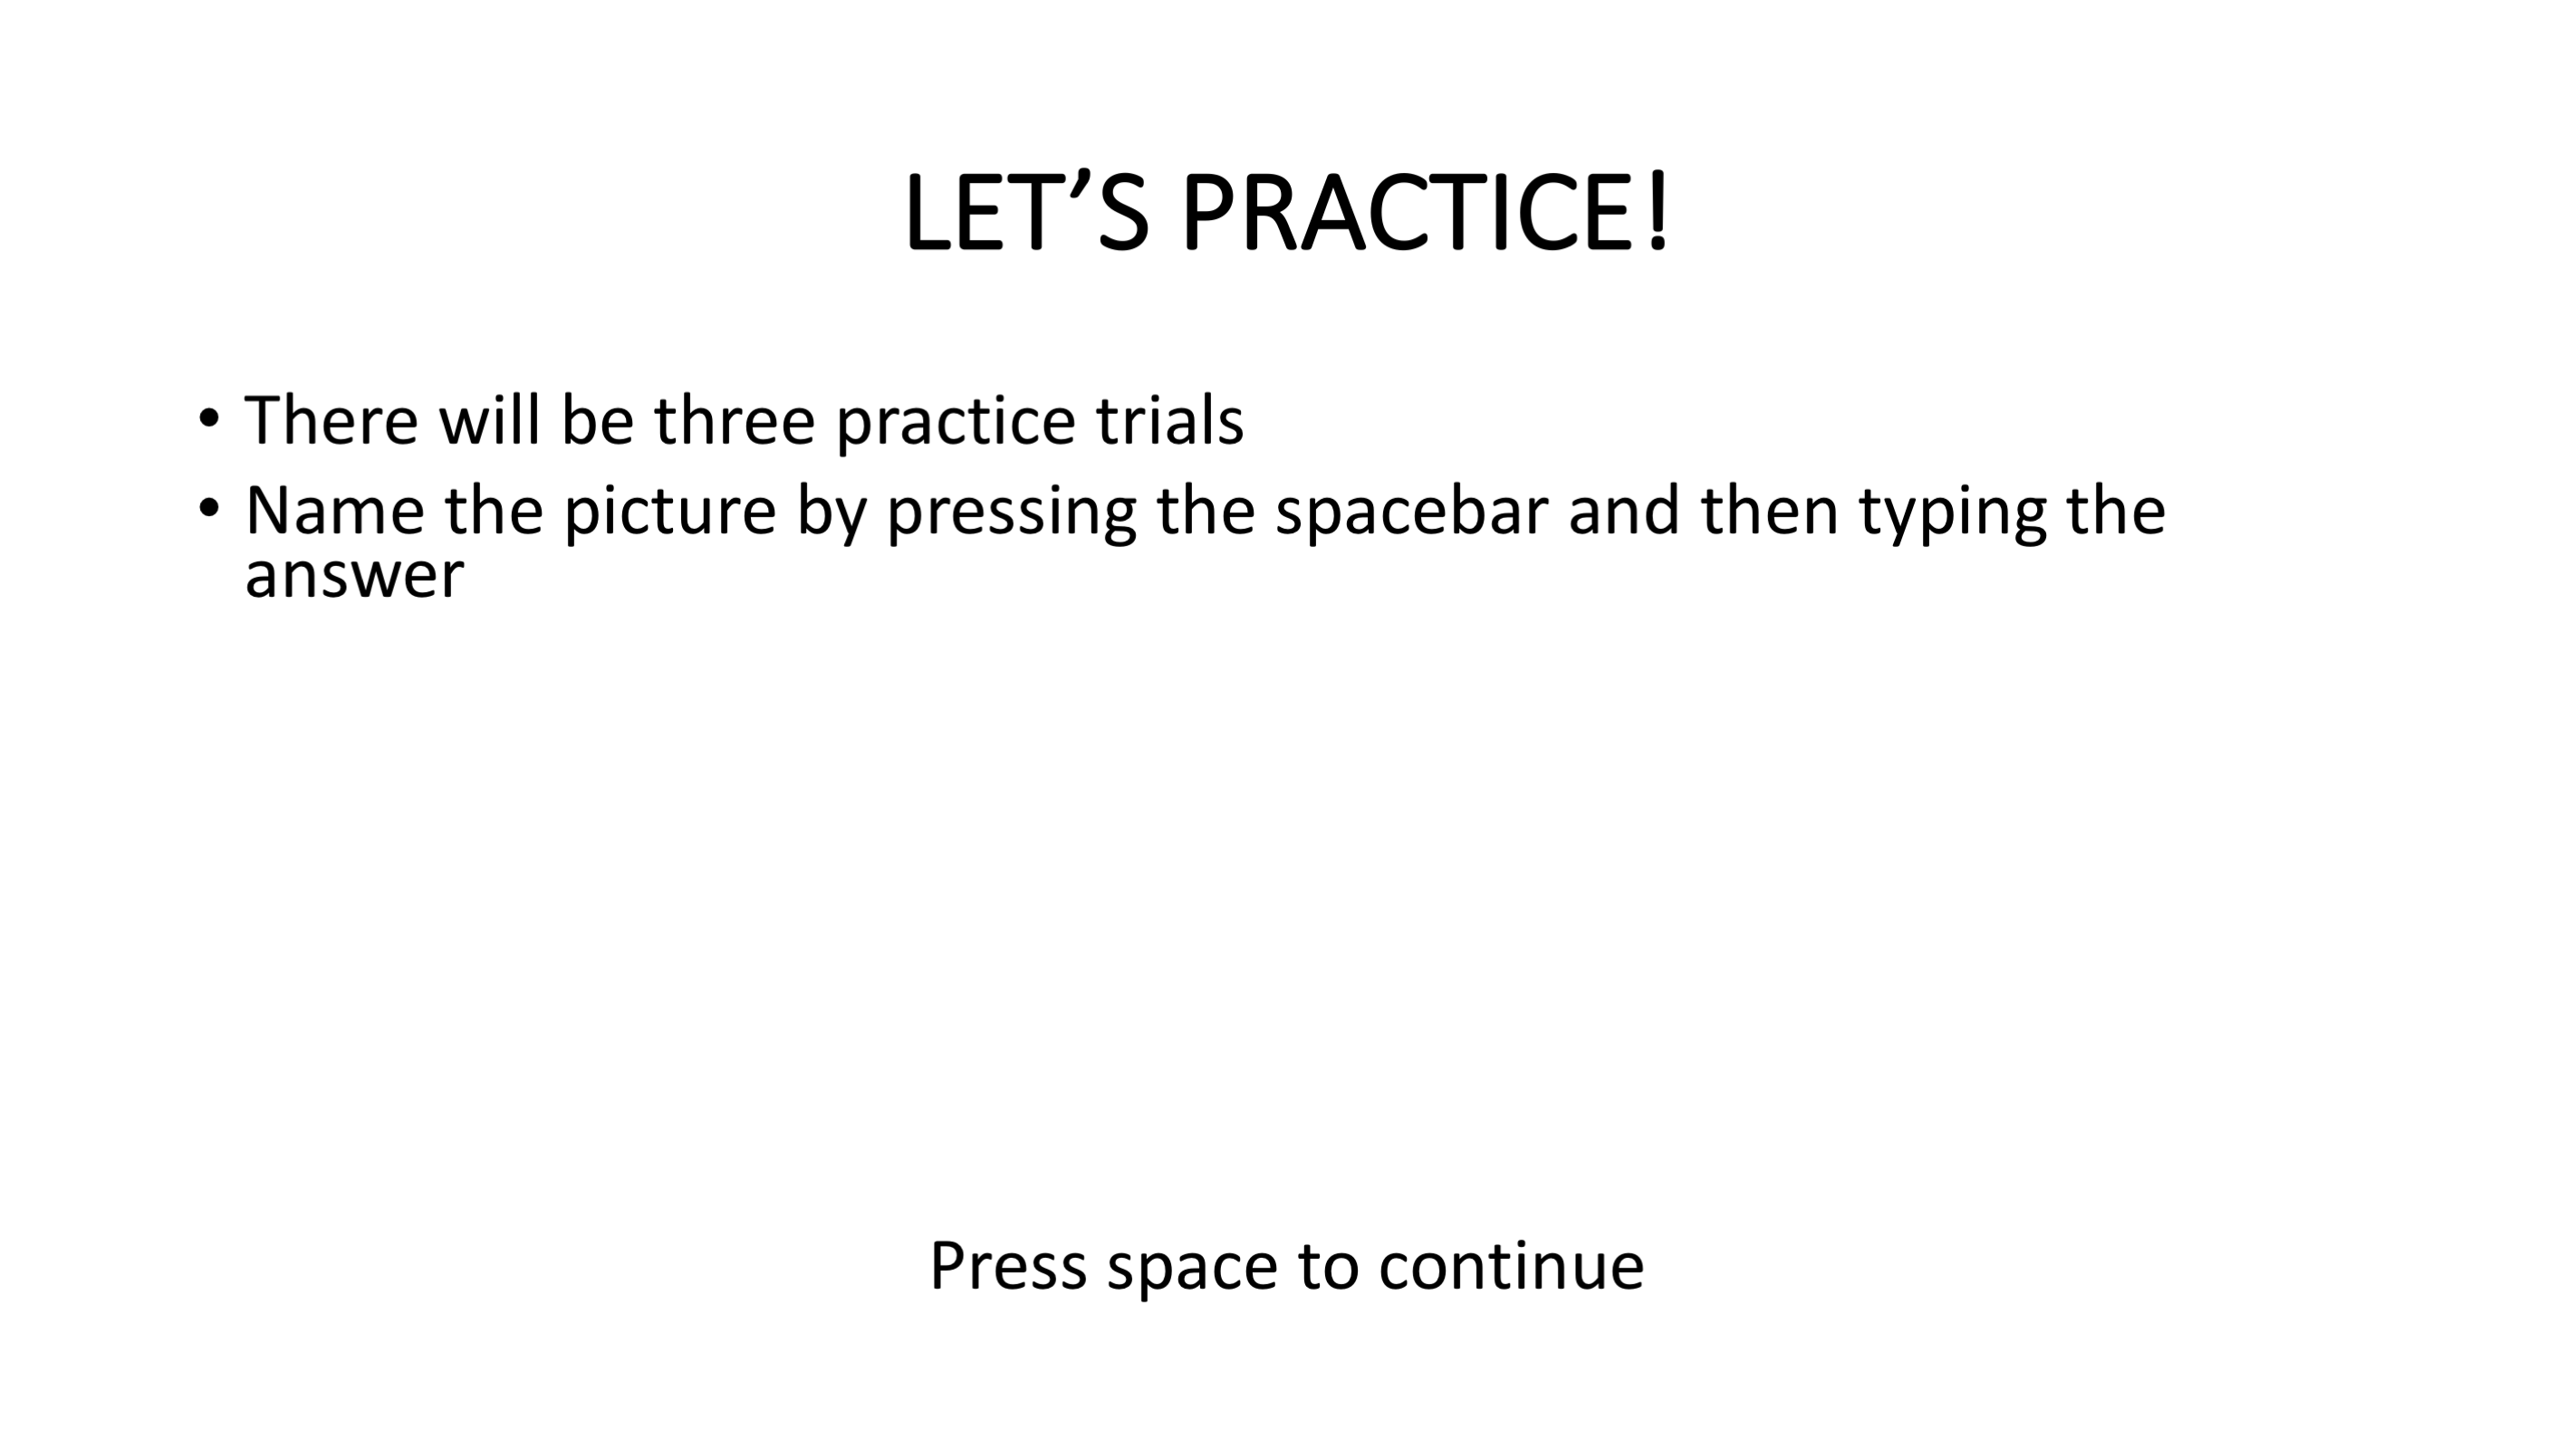 LET’S PRACTICE!
• There will be three practice trials
• Name the picture by pressing the spacebar and then typing the
answer
Press space to continue